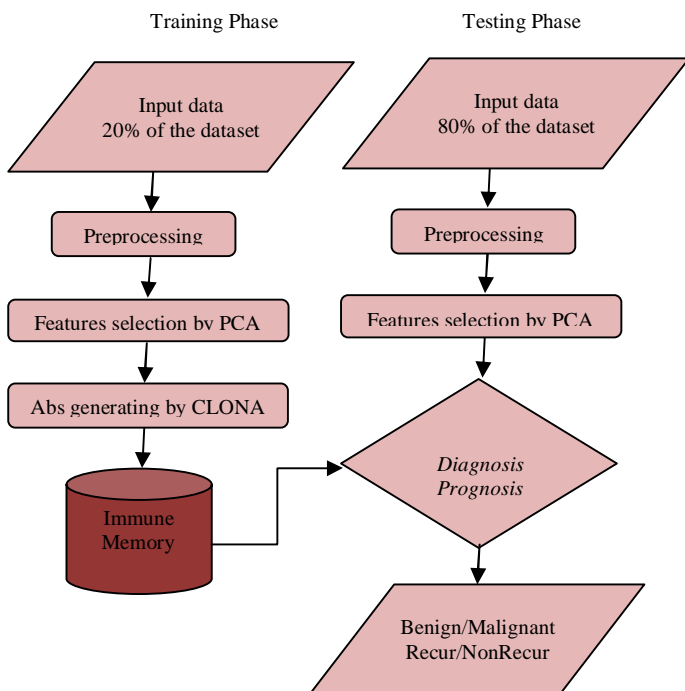 Training Phase
Testing Phase
Input data
20% of the dataset
Input data
80% of the dataset
Preprocessing
Preprocessing
Features selection by PCA
Features selection by PCA
Abs generating by CLONA
Immune
Memory
Diagnosis
Prognosis
Benign/Malignant
Recur/NonRecur